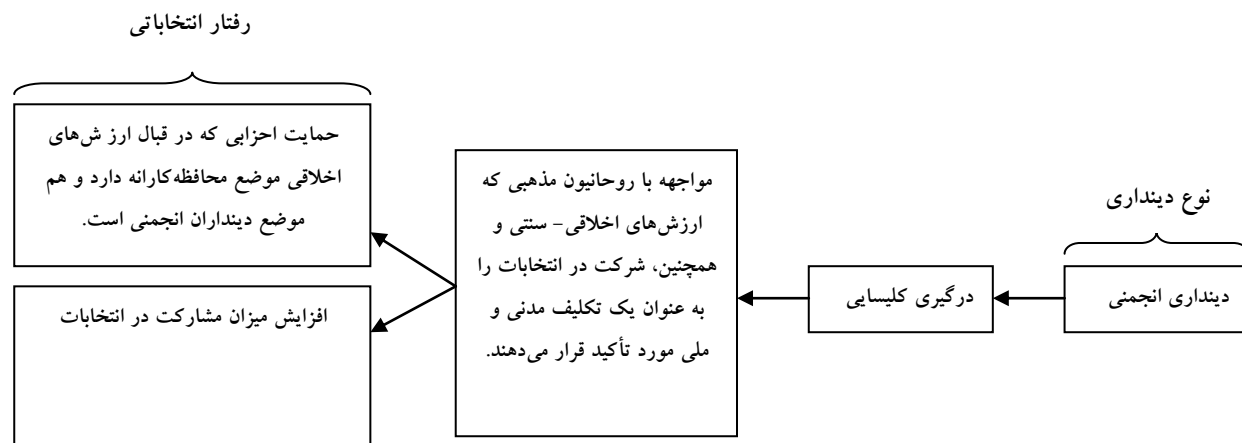 نوع دینداری
دینداری انجمنی
درگیری کلیسایی
مواجهه با روحانیون مذهبی که
ارزش‌های اخلاقی- سنتی و
همچنین، شرکت در انتخابات را
به عنوان یک تکلیف مدنی و
ملی مورد تأکید قرار می‌دهند.
رفتار انتخاباتی
حمایت احزابی که در قبال ارز ش‌های
اخلاقی موضع محافظه‌کارانه دارد و هم
موضع دینداران انجمنی است.
افزایش میزان مشارکت در انتخابات